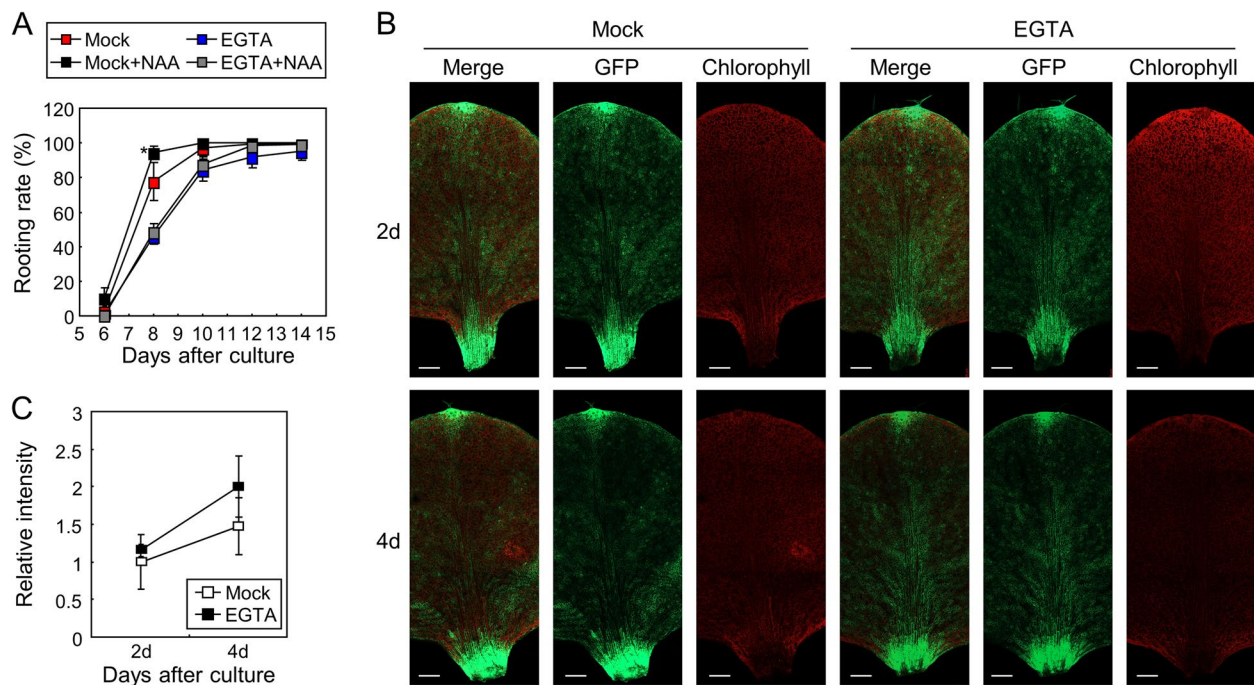 A
Mock
EGTA
Mock+NAA
EGTA+NAA
Rooting rate (%)
120
100
80
60
40
20
0
*
5 6 7 8 9 10 11 12 13 14 15
Days after culture
B
Mock
EGTA
Merge GFP Chlorophyll Merge GFP Chlorophyll
2d
4d
C
Relative intensity
3
2.5
2
1.5
1
0.5
0
Mock
EGTA
2d 4d
Days after culture